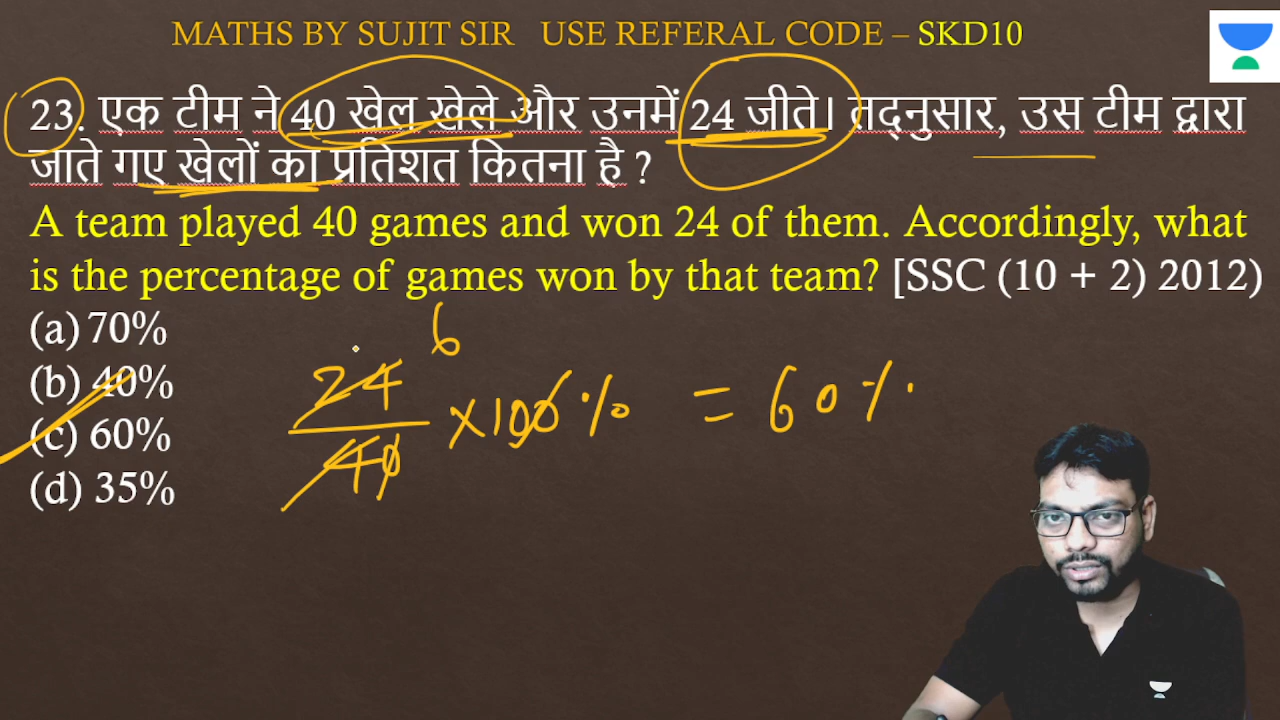 MATHS BY SUJIT SIR USE REFERAL CODE – SKD10
23. एक टीम ने 40 खेल खेले और उनमें 24 जीते। तद्नुसार, उस टीम द्वारा
जाते गए खेलों का प्रतिशत कितना है ?
A team played 40 games and won 24 of them. Accordingly, what
is the percentage of games won by that team? [SSC (10 + 2) 2012)
(a) 70%
(b) 40%
(c) 60%
(d) 35%
6
24
40
×100% = 60%